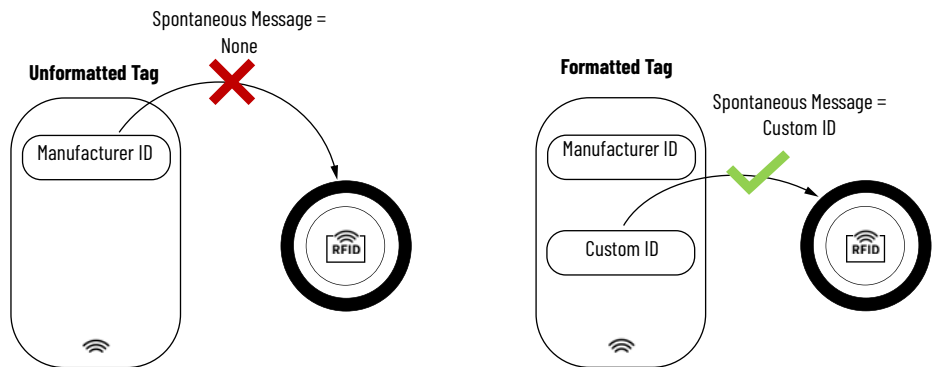 Spontaneous Message =
None
Unformatted Tag
Manufacturer ID
RFID
Formatted Tag
Spontaneous Message =
Custom ID
Manufacturer ID
Custom ID
RFID